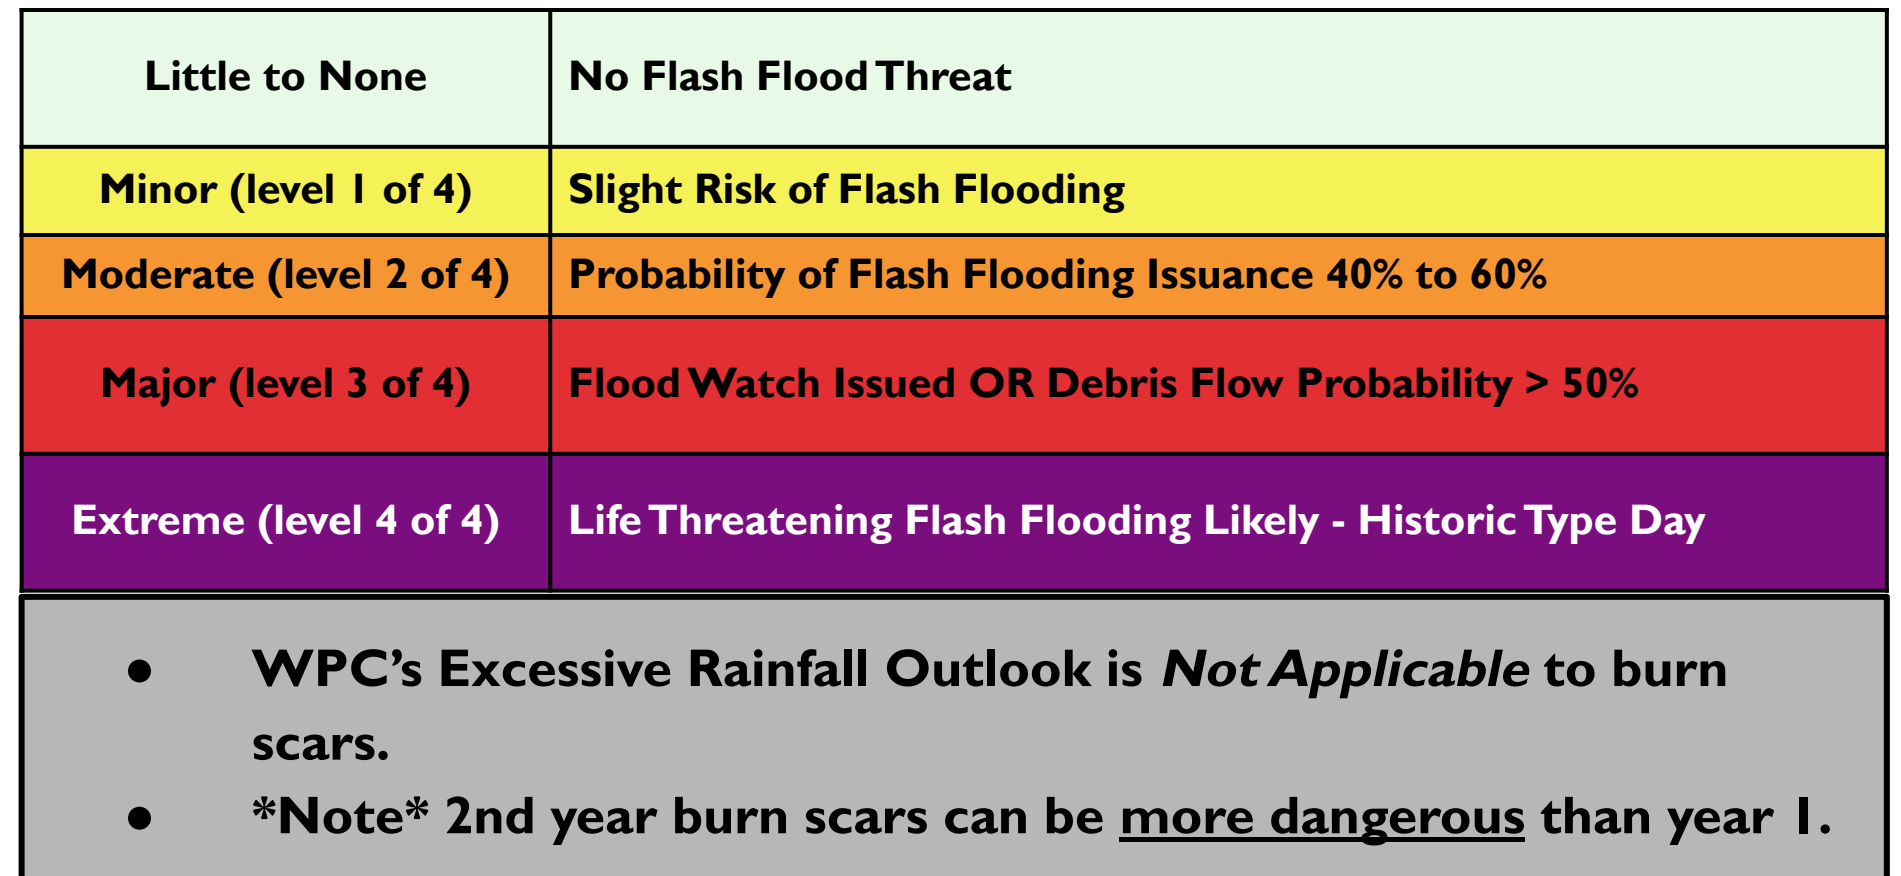 Little to None
No Flash Flood Threat
Minor (level 1 of 4)
Slight Risk of Flash Flooding
Moderate (level 2 of 4)
Probability of Flash Flooding Issuance 40% to 60%
Major (level 3 of 4)
Flood Watch Issued OR Debris Flow Probability > 50%
Extreme (level 4 of 4)
Life Threatening Flash Flooding Likely - Historic Type Day
● WPC’s Excessive Rainfall Outlook is Not Applicable to burn
scars.
● *Note* 2nd year burn scars can be more dangerous than year 1.